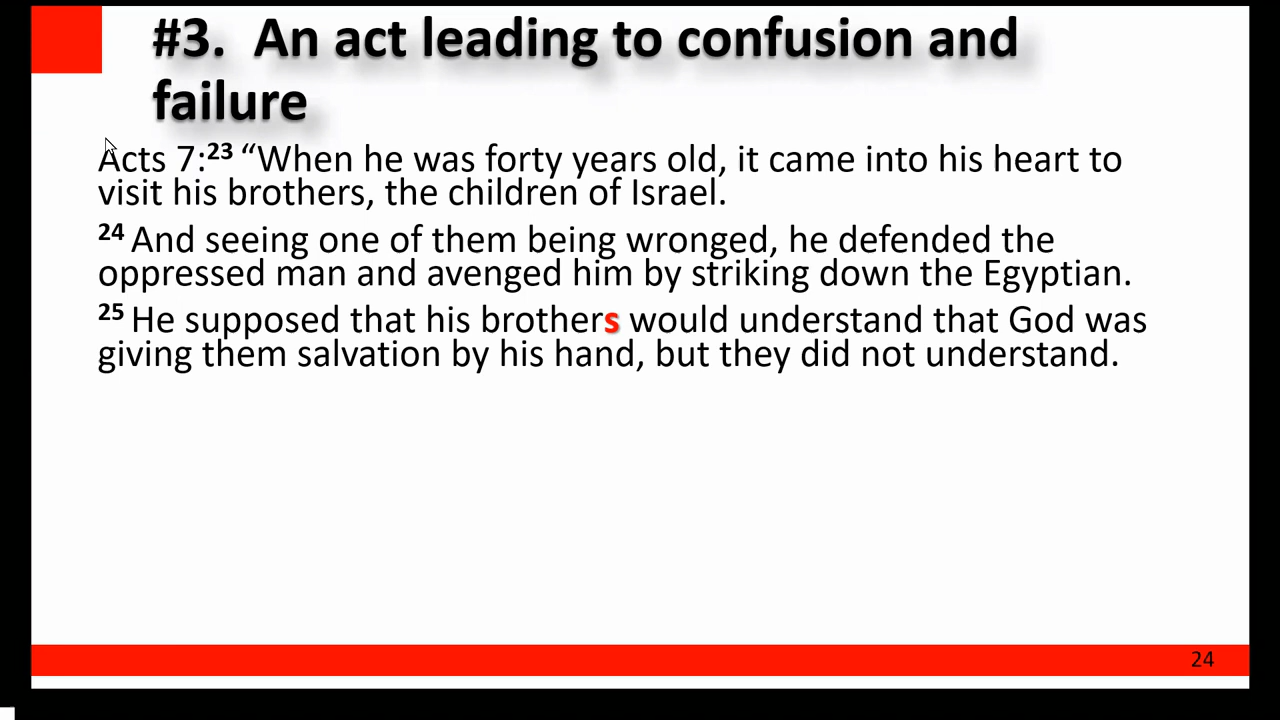 #3.  An act leading to confusion and
failure
Acts 7:23 “When he was forty years old, it came into his heart to
visit his brothers, the children of Israel.
24 And seeing one of them being wronged, he defended the
oppressed man and avenged him by striking down the Egyptian.
25 He supposed that his brothers would understand that God was
giving them salvation by his hand, but they did not understand.
24